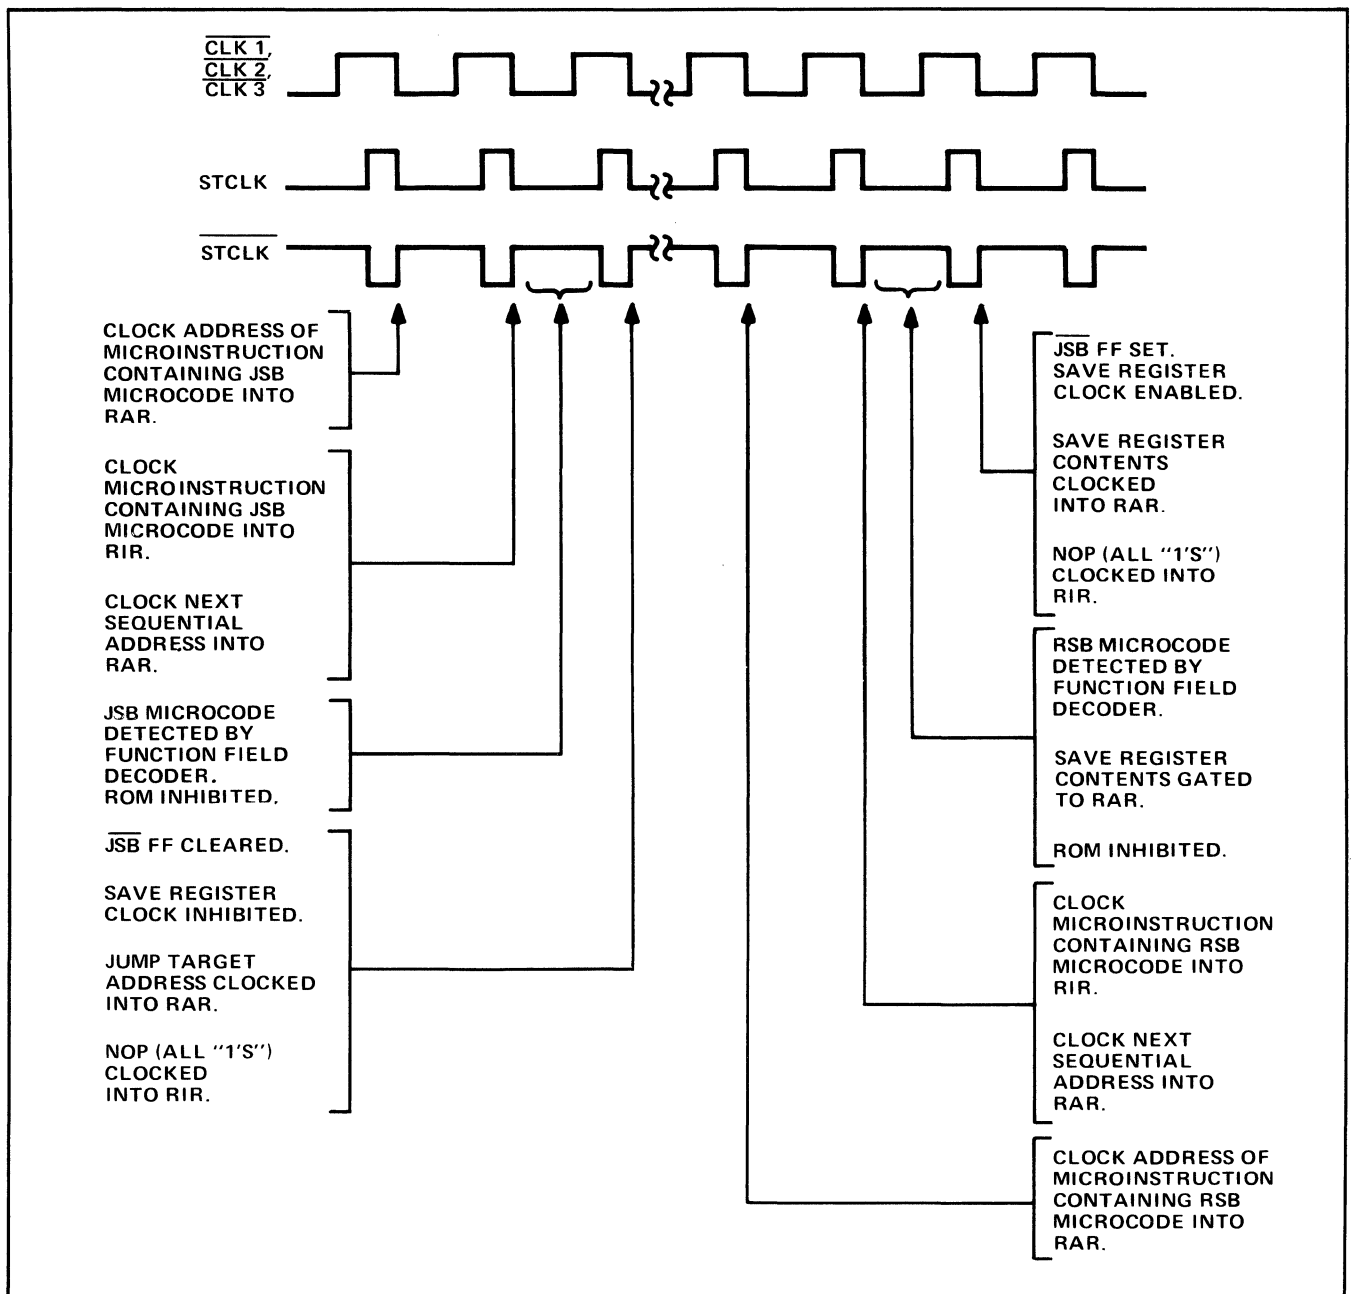 CLK 1,
CLK 2,
CLK 3
STCLK
STCLK
CLOCK ADDRESS OF
MICROINSTRUCTION
CONTAINING JSB
MICROCODE INTO
RAR.
CLOCK
MICROINSTRUCTION
CONTAINING JSB
MICROCODE INTO
RIR.
CLOCK NEXT
SEQUENTIAL
ADDRESS INTO
RAR.
JSB MICROCODE
DETECTED BY
FUNCTION FIELD
DECODER.
ROM INHIBITED.
JSB FF CLEARED.
SAVE REGISTER
CLOCK INHIBITED.
JUMP TARGET
ADDRESS CLOCKED
INTO RAR.
NOP (ALL "1'S")
CLOCKED
INTO RIR.
JSB FF SET.
SAVE REGISTER
CLOCK ENABLED.
SAVE REGISTER
CONTENTS
CLOCKED
INTO RAR.
NOP (ALL "1'S")
CLOCKED INTO
RIR.
RSB MICROCODE
DETECTED BY
FUNCTION FIELD
DECODER.
SAVE REGISTER
CONTENTS GATED
TO RAR.
ROM INHIBITED.
CLOCK
MICROINSTRUCTION
CONTAINING RSB
MICROCODE INTO
RIR.
CLOCK NEXT
SEQUENTIAL
ADDRESS INTO
RAR.
CLOCK ADDRESS OF
MICROINSTRUCTION
CONTAINING RSB
MICROCODE INTO
RAR.